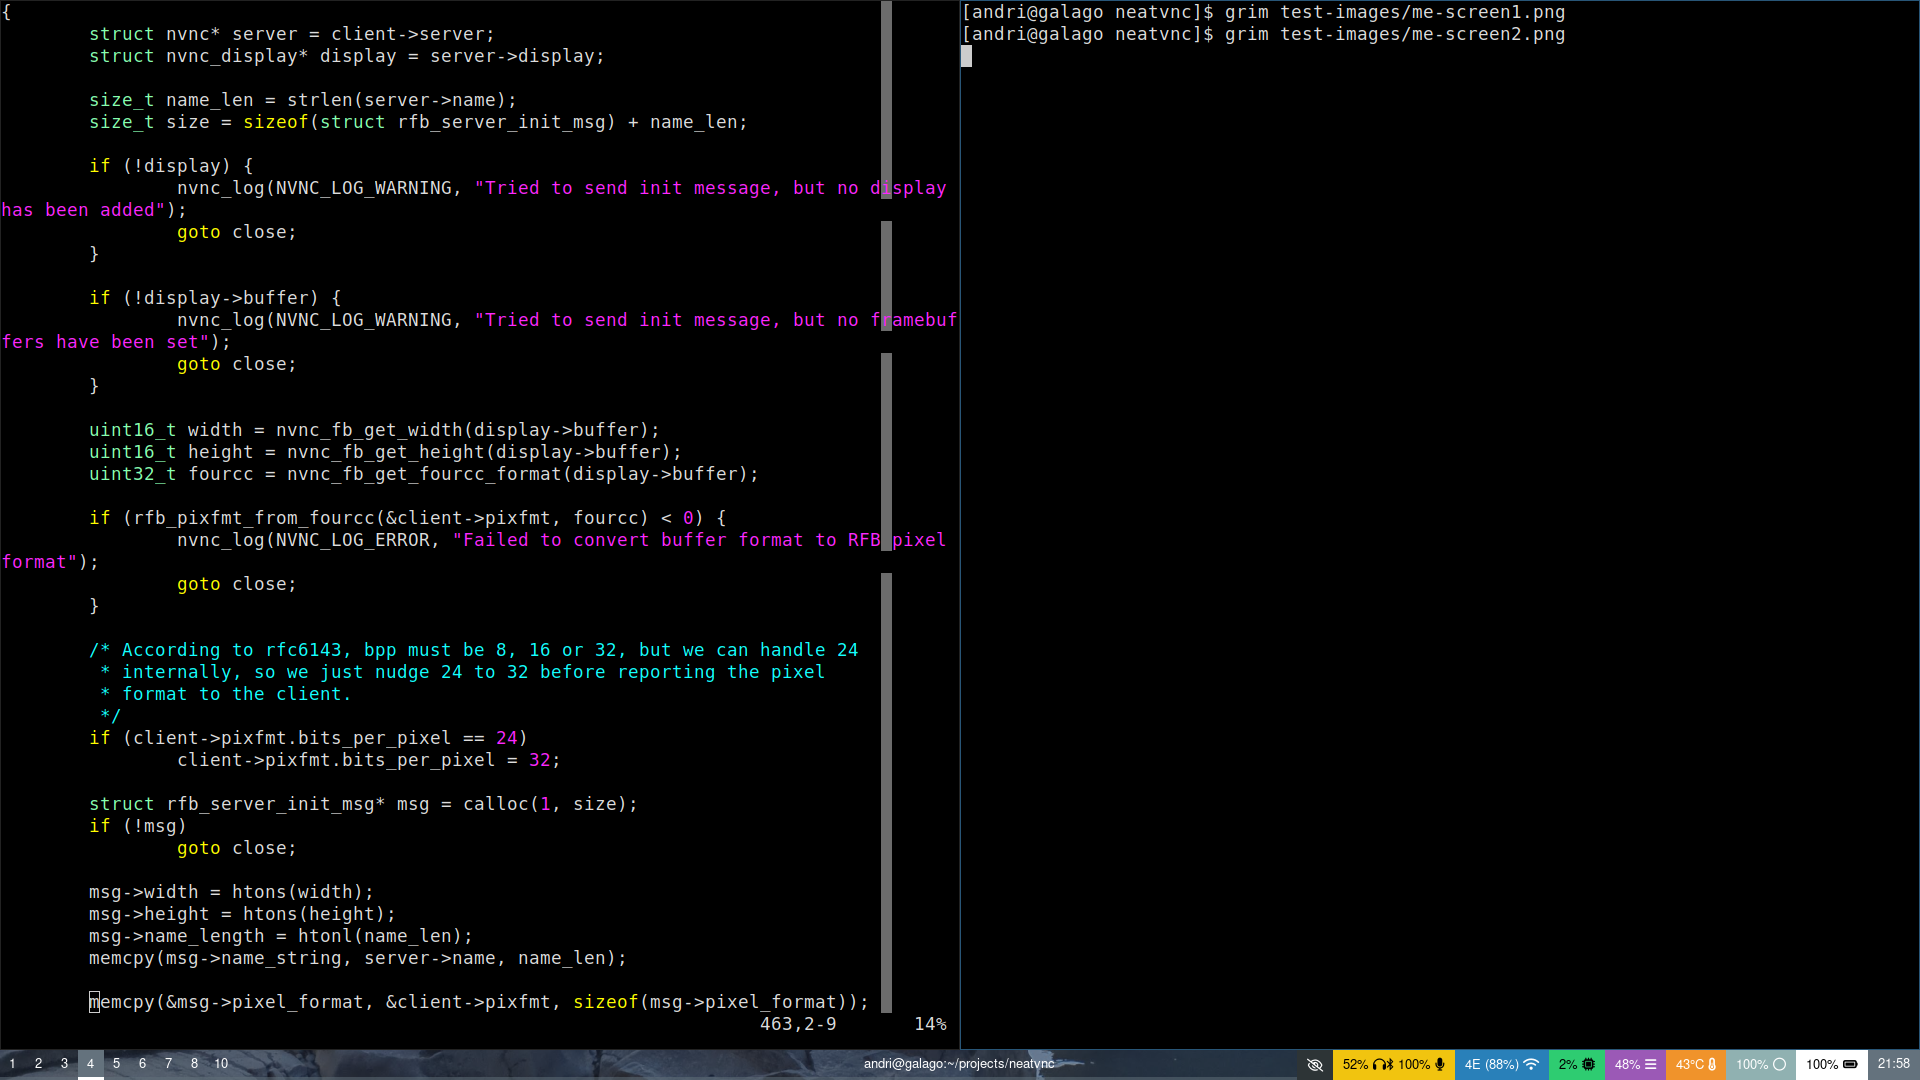 {
struct nvnc* server = client->server;
struct nvnc_display* display = server->display;
size_t name_len = strlen(server->name);
size_t size = sizeof(struct rfb_server_init_msg) + name_len;
if (!display) {
nvnc_log(NVNC_LOG_WARNING, "Tried to send init message, but no display
has been added");
goto close;
}
if (!display->buffer) {
nvnc_log(NVNC_LOG_WARNING, "Tried to send init message, but no framebuf
fers have been set");
goto close;
}
uint16_t width = nvnc_fb_get_width(display->buffer);
uint16_t height = nvnc_fb_get_height(display->buffer);
uint32_t fourcc = nvnc_fb_get_fourcc_format(display->buffer);
if (rfb_pixfmt_from_fourcc(&client->pixfmt, fourcc) < 0) {
nvnc_log(NVNC_LOG_ERROR, "Failed to convert buffer format to RFB pixel
format");
goto close;
}
/* According to rfc6143, bpp must be 8, 16 or 32, but we can handle 24
* internally, so we just nudge 24 to 32 before reporting the pixel
* format to the client.
*/
if (client->pixfmt.bits_per_pixel == 24)
client->pixfmt.bits_per_pixel = 32;
struct rfb_server_init_msg* msg = calloc(1, size);
if (!msg)
goto close;
msg->width = htons(width);
msg->height = htons(height);
msg->name_length = htonl(name_len);
memcpy(msg->name_string, server->name, name_len);
memcpy(&msg->pixel_format, &client->pixfmt, sizeof(msg->pixel_format));
463,2-9 14%
[andri@galago neatvnc]$ grim test-images/me-screen1.png
[andri@galago neatvnc]$ grim test-images/me-screen2.png
1 2 3 4 5 6 7 8 10
andri@galago:~/projects/neatvnc
52% 100% 4E (88%) 2% 48% 43°C 100% 100% 21:58